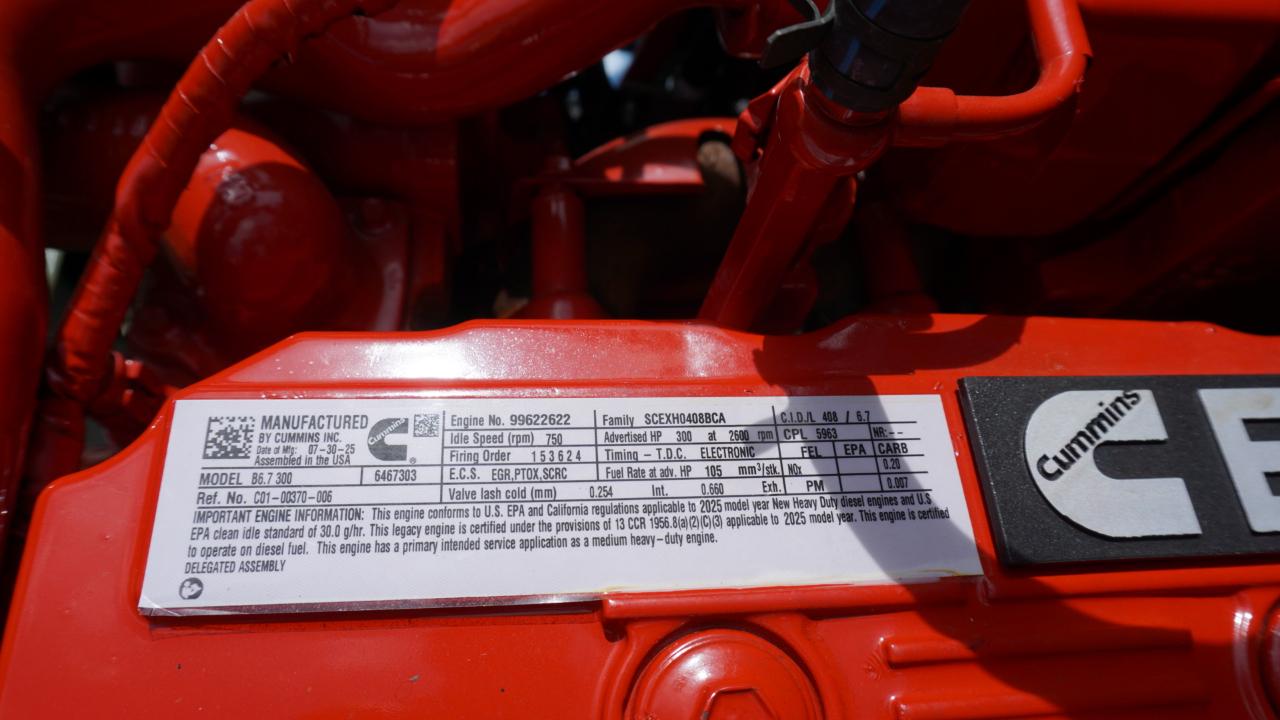 MANUFACTURED
BY CUMMINS INC.
Date of Mfg: 07-30-25
Assembled in the USA
Cummins
®
MODEL B6.7 300 6467303
Ref. No. C01-00370-006
Engine No. 99622622 Family SCEXH0408BCA C.I.D./L 408 / 6.7
Idle Speed (rpm) 750 Advertised HP 300 at 2600 rpm CPL 5963 NR: --
Firing Order 1 5 3 6 2 4 Timing - T.D.C. ELECTRONIC FEL EPA CARB
E.C.S. EGR,PTOX,SCRC Fuel Rate at adv. HP 105 mm³/stk. NOx 0.20
Valve lash cold (mm) 0.254 Int. 0.660 Exh. PM 0.007
IMPORTANT ENGINE INFORMATION: This engine conforms to U.S. EPA and California regulations applicable to 2025 model year New Heavy Duty diesel engines and U.S
EPA clean idle standard of 30.0 g/hr. This legacy engine is certified under the provisions of 13 CCR 1956.8(a)(2)(C)(3) applicable to 2025 model year. This engine is certified
to operate on diesel fuel. This engine has a primary intended service application as a medium heavy-duty engine.
DELEGATED ASSEMBLY
Cummins